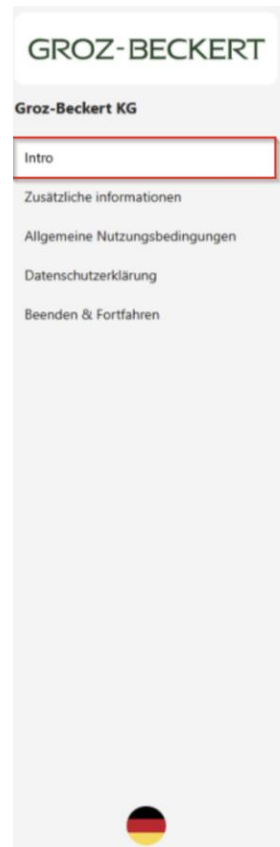 GROZ-BECKERT
Groz-Beckert KG
Intro
Zusätzliche informationen
Allgemeine Nutzungsbedingungen
Datenschutzerklärung
Beenden & Fortfahren